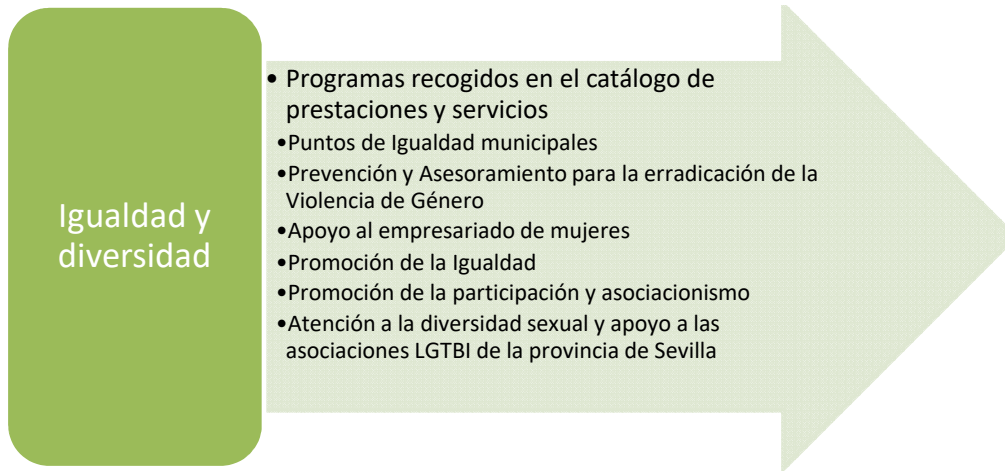 Igualdad y
diversidad
• Programas recogidos en el catálogo de
prestaciones y servicios
•Puntos de Igualdad municipales
•Prevención y Asesoramiento para la erradicación de la
Violencia de Género
•Apoyo al empresariado de mujeres
•Promoción de la Igualdad
•Promoción de la participación y asociacionismo
•Atención a la diversidad sexual y apoyo a las
asociaciones LGTBI de la provincia de Sevilla